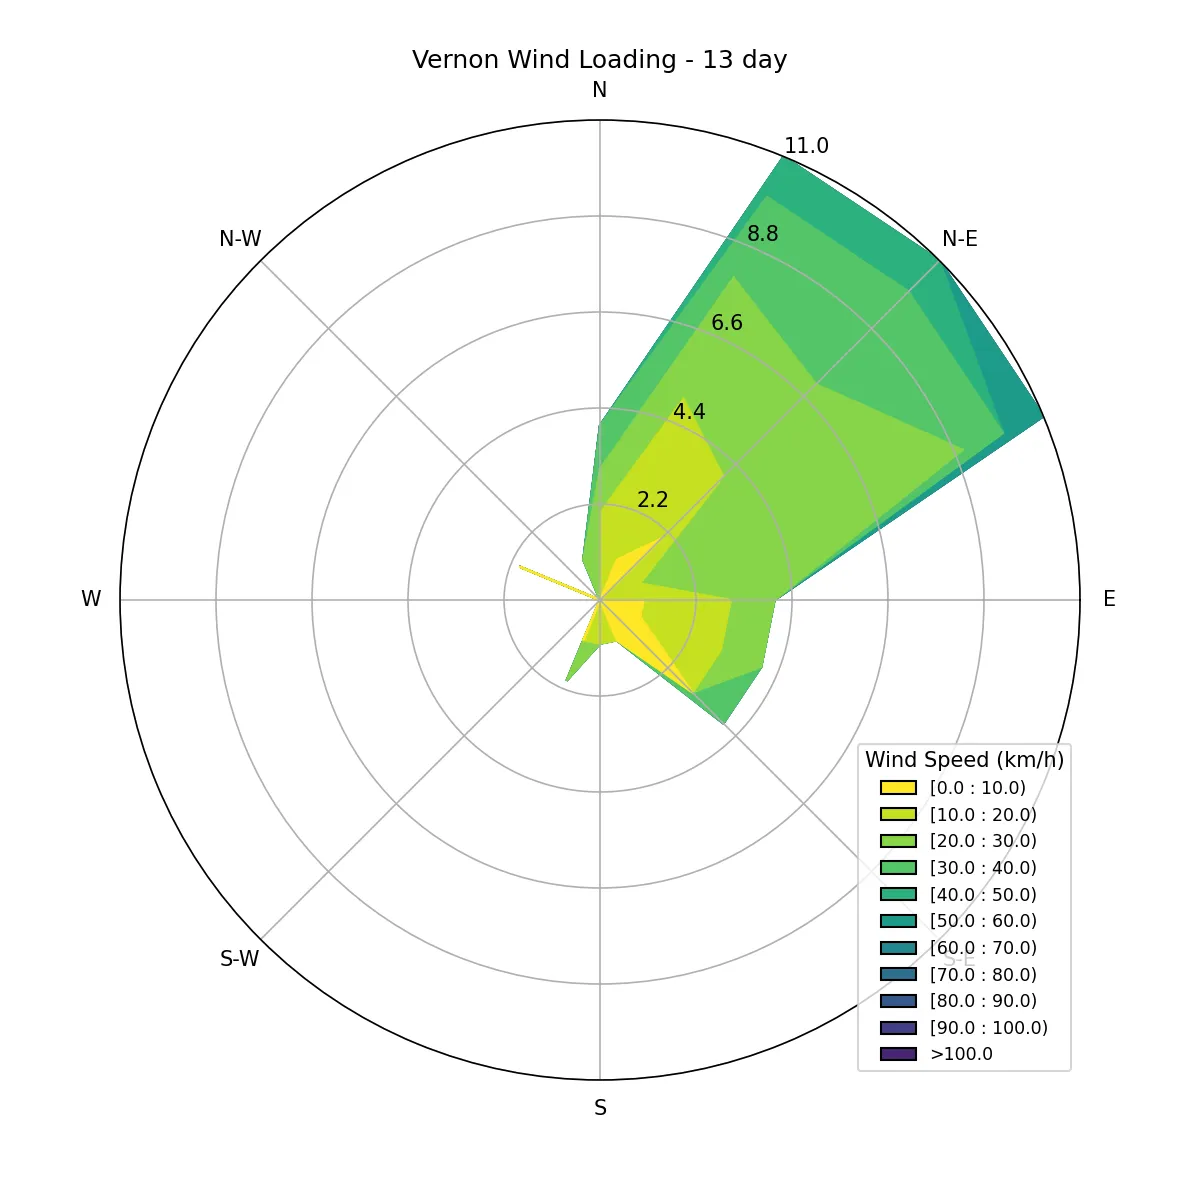 Vernon Wind Loading - 13 day
N
11.0
N-W
8.8
N-E
6.6
4.4
2.2
W
E
Wind Speed (km/h)
[0.0 : 10.0)
[10.0 : 20.0)
[20.0 : 30.0)
[30.0 : 40.0)
[40.0 : 50.0)
[50.0 : 60.0)
[60.0 : 70.0)
[70.0 : 80.0)
[80.0 : 90.0)
[90.0 : 100.0)
>100.0
S-W
S-E
S